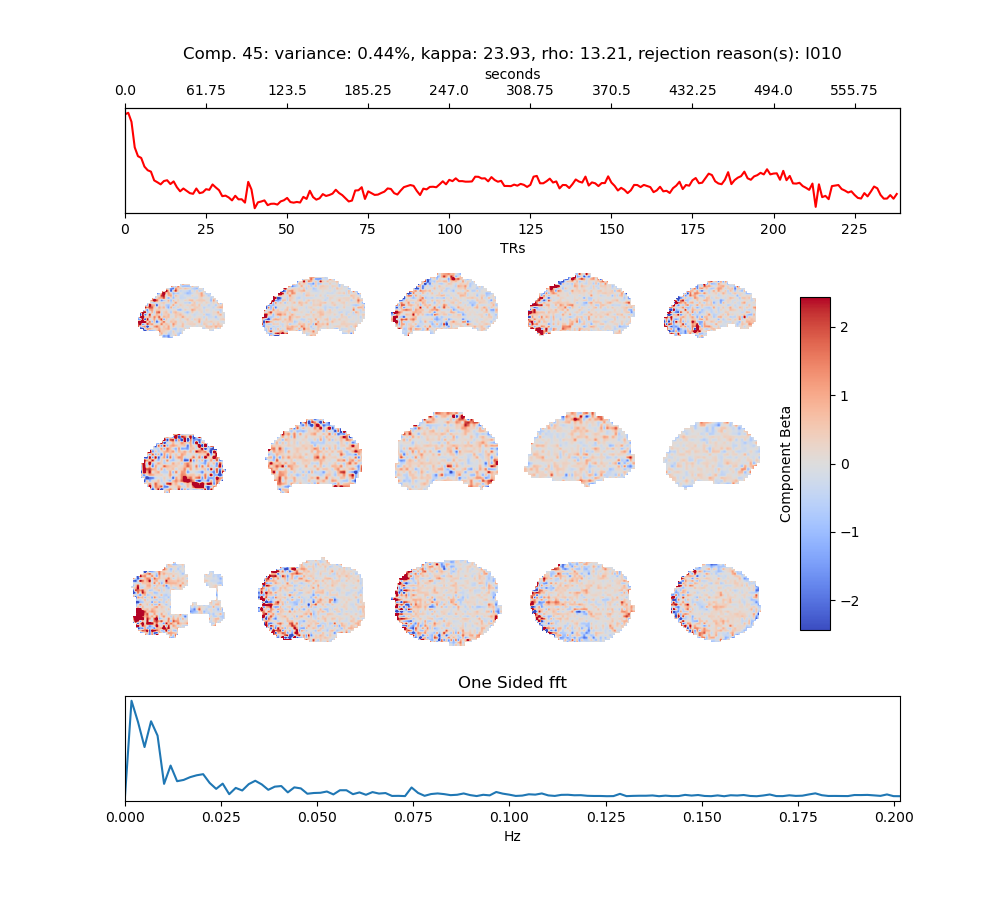 Comp. 45: variance: 0.44%, kappa: 23.93, rho: 13.21, rejection reason(s): I010
seconds
0.0 61.75 123.5 185.25 247.0 308.75 370.5 432.25 494.0 555.75
0 25 50 75 100 125 150 175 200 225
TRs
2
1
0
−1
−2
Component Beta
One Sided fft
0.000 0.025 0.050 0.075 0.100 0.125 0.150 0.175 0.200
Hz